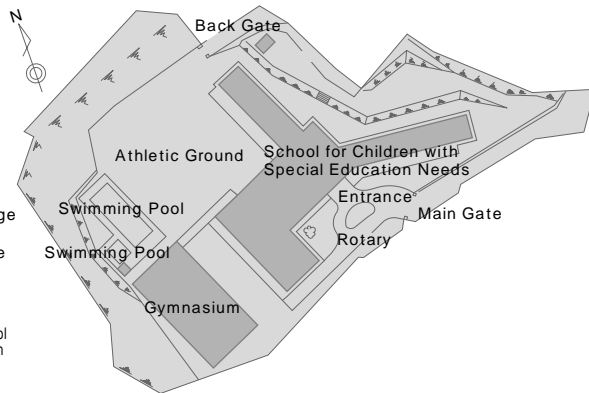 N
Back Gate
Athletic Ground
School for Children with
Special Education Needs
Entrance
Swimming Pool
Main Gate
Rotary
Swimming Pool
Gymnasium